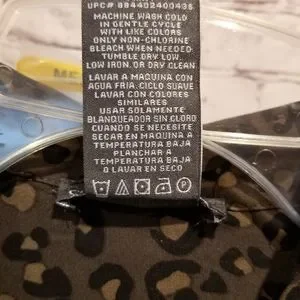 UPC# 884402400436
MACHINE WASH COLD
IN GENTLE CYCLE
WITH LIKE COLORS
ONLY NON-CHLORINE
BLEACH WHEN NEEDED
TUMBLE DRY LOW,
LOW IRON, OR DRY CLEAN.
LAVAR A MAQUINA CON
AGUA FRIA, CICLO SUAVE
LAVAR CON COLORES
SIMILARES
USAR SOLAMENTE
BLANQUEADOR SIN CLORO
CUANDO SE NECESITE
SECAR EN MAQUINA A
TEMPERATURA BAJA
PLANCHAR A
TEMPERATURA BAJA
O LAVAR EN SECO